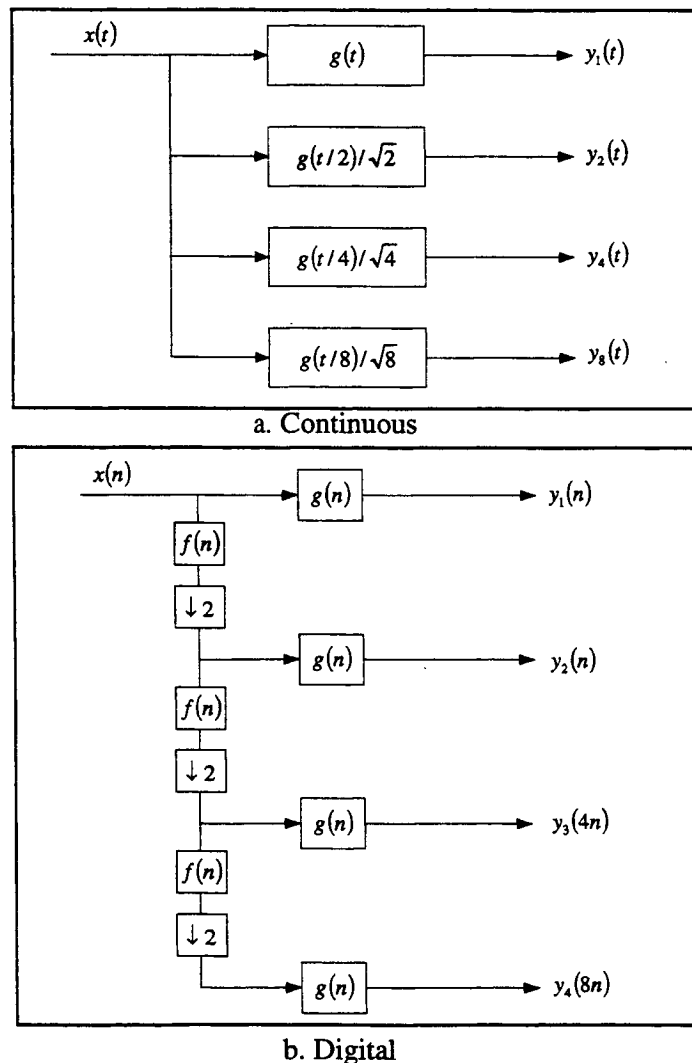 x(t)
g(t)
y₁(t)
g(t/2)/√2
y₂(t)
g(t/4)/√4
y₄(t)
g(t/8)/√8
y₈(t)
a. Continuous
x(n)
g(n)
y₁(n)
f(n)
↓2
g(n)
y₂(n)
f(n)
↓2
g(n)
y₃(4n)
f(n)
↓2
g(n)
y₄(8n)
b. Digital